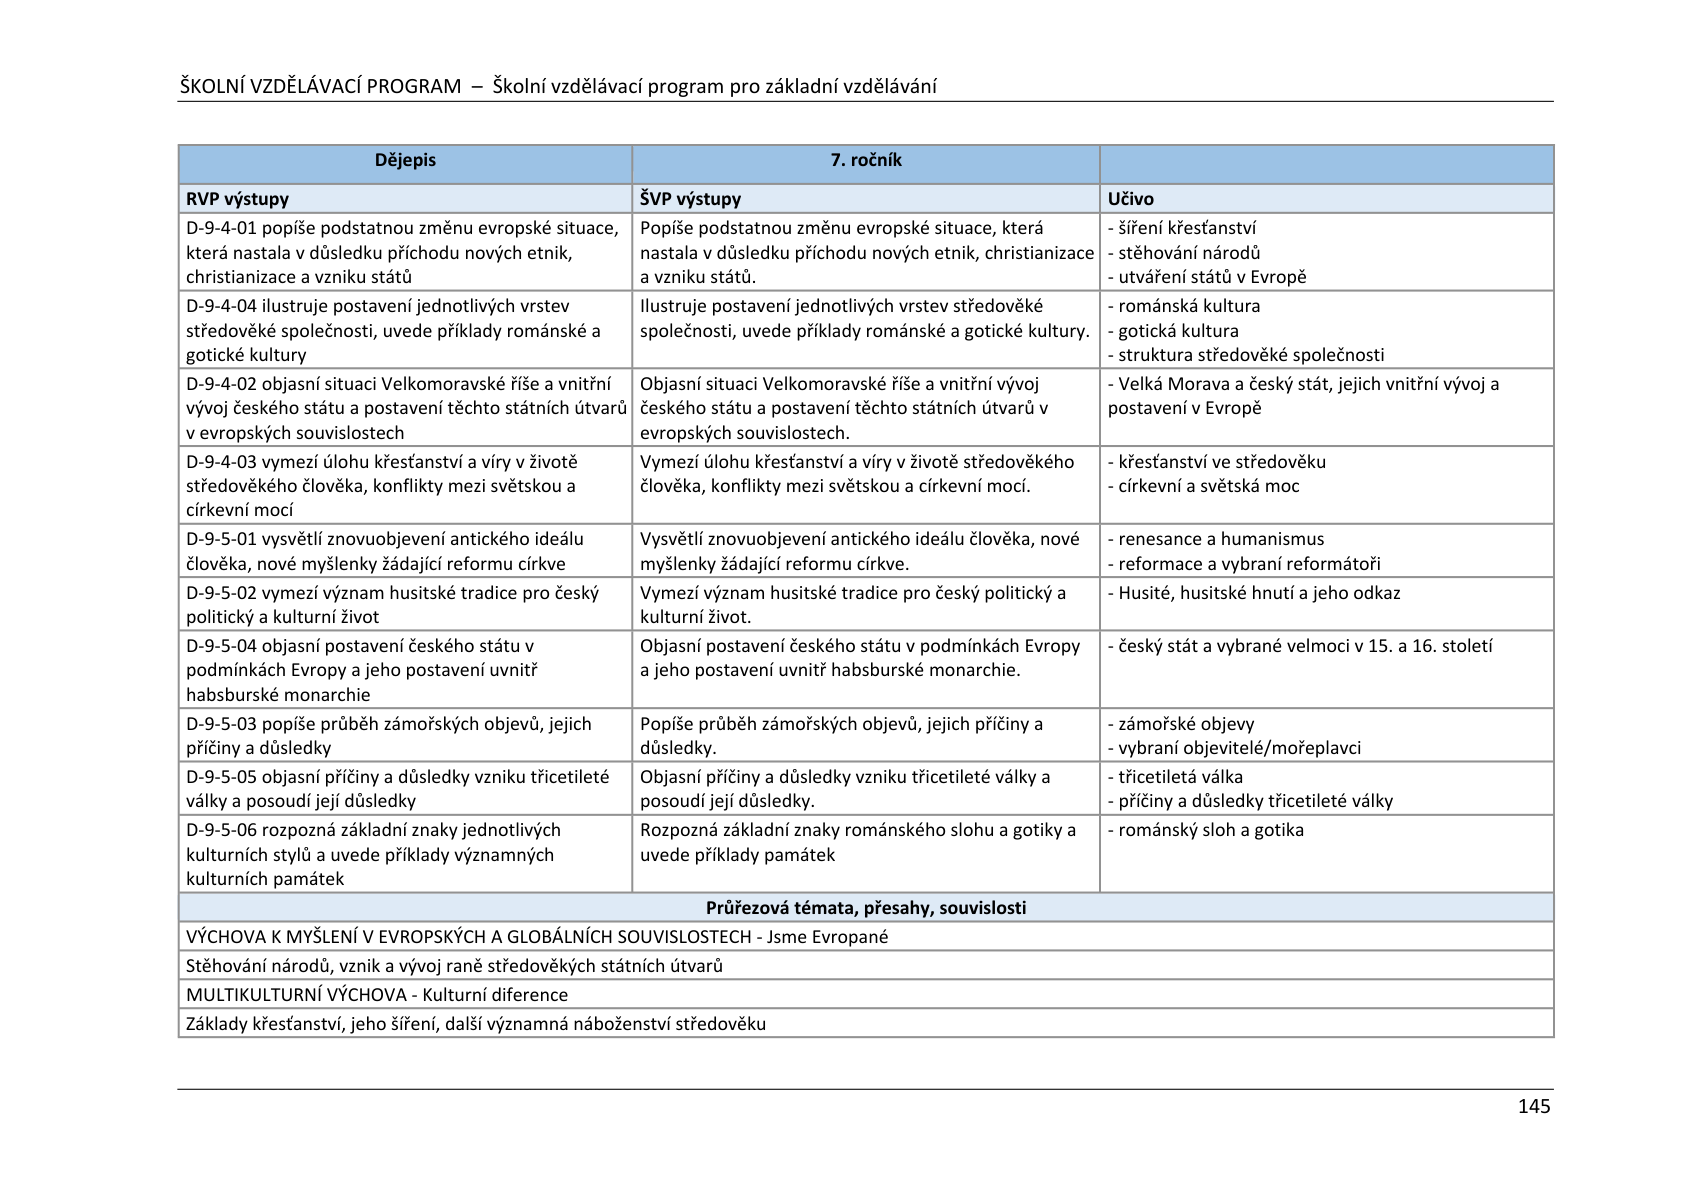 ŠKOLNÍ VZDĚLÁVACÍ PROGRAM – Školní vzdělávací program pro základní vzdělávání
Dějepis
7. ročník
RVP výstupy
ŠVP výstupy
Učivo
D-9-4-01 popíše podstatnou změnu evropské situace,
která nastala v důsledku příchodu nových etnik,
christianizace a vzniku států
Popíše podstatnou změnu evropské situace, která
nastala v důsledku příchodu nových etnik, christianizace
a vzniku států.
- šíření křesťanství
- stěhování národů
- utváření států v Evropě
D-9-4-04 ilustruje postavení jednotlivých vrstev
středověké společnosti, uvede příklady románské a
gotické kultury
Ilustruje postavení jednotlivých vrstev středověké
společnosti, uvede příklady románské a gotické kultury.
- románská kultura
- gotická kultura
- struktura středověké společnosti
D-9-4-02 objasní situaci Velkomoravské říše a vnitřní
vývoj českého státu a postavení těchto státních útvarů
v evropských souvislostech
Objasní situaci Velkomoravské říše a vnitřní vývoj
českého státu a postavení těchto státních útvarů v
evropských souvislostech.
- Velká Morava a český stát, jejich vnitřní vývoj a
postavení v Evropě
D-9-4-03 vymezí úlohu křesťanství a víry v životě
středověkého člověka, konflikty mezi světskou a
církevní mocí
Vymezí úlohu křesťanství a víry v životě středověkého
člověka, konflikty mezi světskou a církevní mocí.
- křesťanství ve středověku
- církevní a světská moc
D-9-5-01 vysvětlí znovuobjevení antického ideálu
člověka, nové myšlenky žádající reformu církve
Vysvětlí znovuobjevení antického ideálu člověka, nové
myšlenky žádající reformu církve.
- renesance a humanismus
- reformace a vybraní reformátoři
D-9-5-02 vymezí význam husitské tradice pro český
politický a kulturní život
Vymezí význam husitské tradice pro český politický a
kulturní život.
- Husité, husitské hnutí a jeho odkaz
D-9-5-04 objasní postavení českého státu v
podmínkách Evropy a jeho postavení uvnitř
habsburské monarchie
Objasní postavení českého státu v podmínkách Evropy
a jeho postavení uvnitř habsburské monarchie.
- český stát a vybrané velmoci v 15. a 16. století
D-9-5-03 popíše průběh zámořských objevů, jejich
příčiny a důsledky
Popíše průběh zámořských objevů, jejich příčiny a
důsledky.
- zámořské objevy
- vybraní objevitelé/mořeplavci
D-9-5-05 objasní příčiny a důsledky vzniku třicetileté
války a posoudí její důsledky
Objasní příčiny a důsledky vzniku třicetileté války a
posoudí její důsledky.
- třicetiletá válka
- příčiny a důsledky třicetileté války
D-9-5-06 rozpozná základní znaky jednotlivých
kulturních stylů a uvede příklady významných
kulturních památek
Rozpozná základní znaky románského slohu a gotiky a
uvede příklady památek
- románský sloh a gotika
Průřezová témata, přesahy, souvislosti
VÝCHOVA K MYŠLENÍ V EVROPSKÝCH A GLOBÁLNÍCH SOUVISLOSTECH - Jsme Evropané
Stěhování národů, vznik a vývoj raně středověkých státních útvarů
MULTIKULTURNÍ VÝCHOVA - Kulturní diference
Základy křesťanství, jeho šíření, další významná náboženství středověku
145